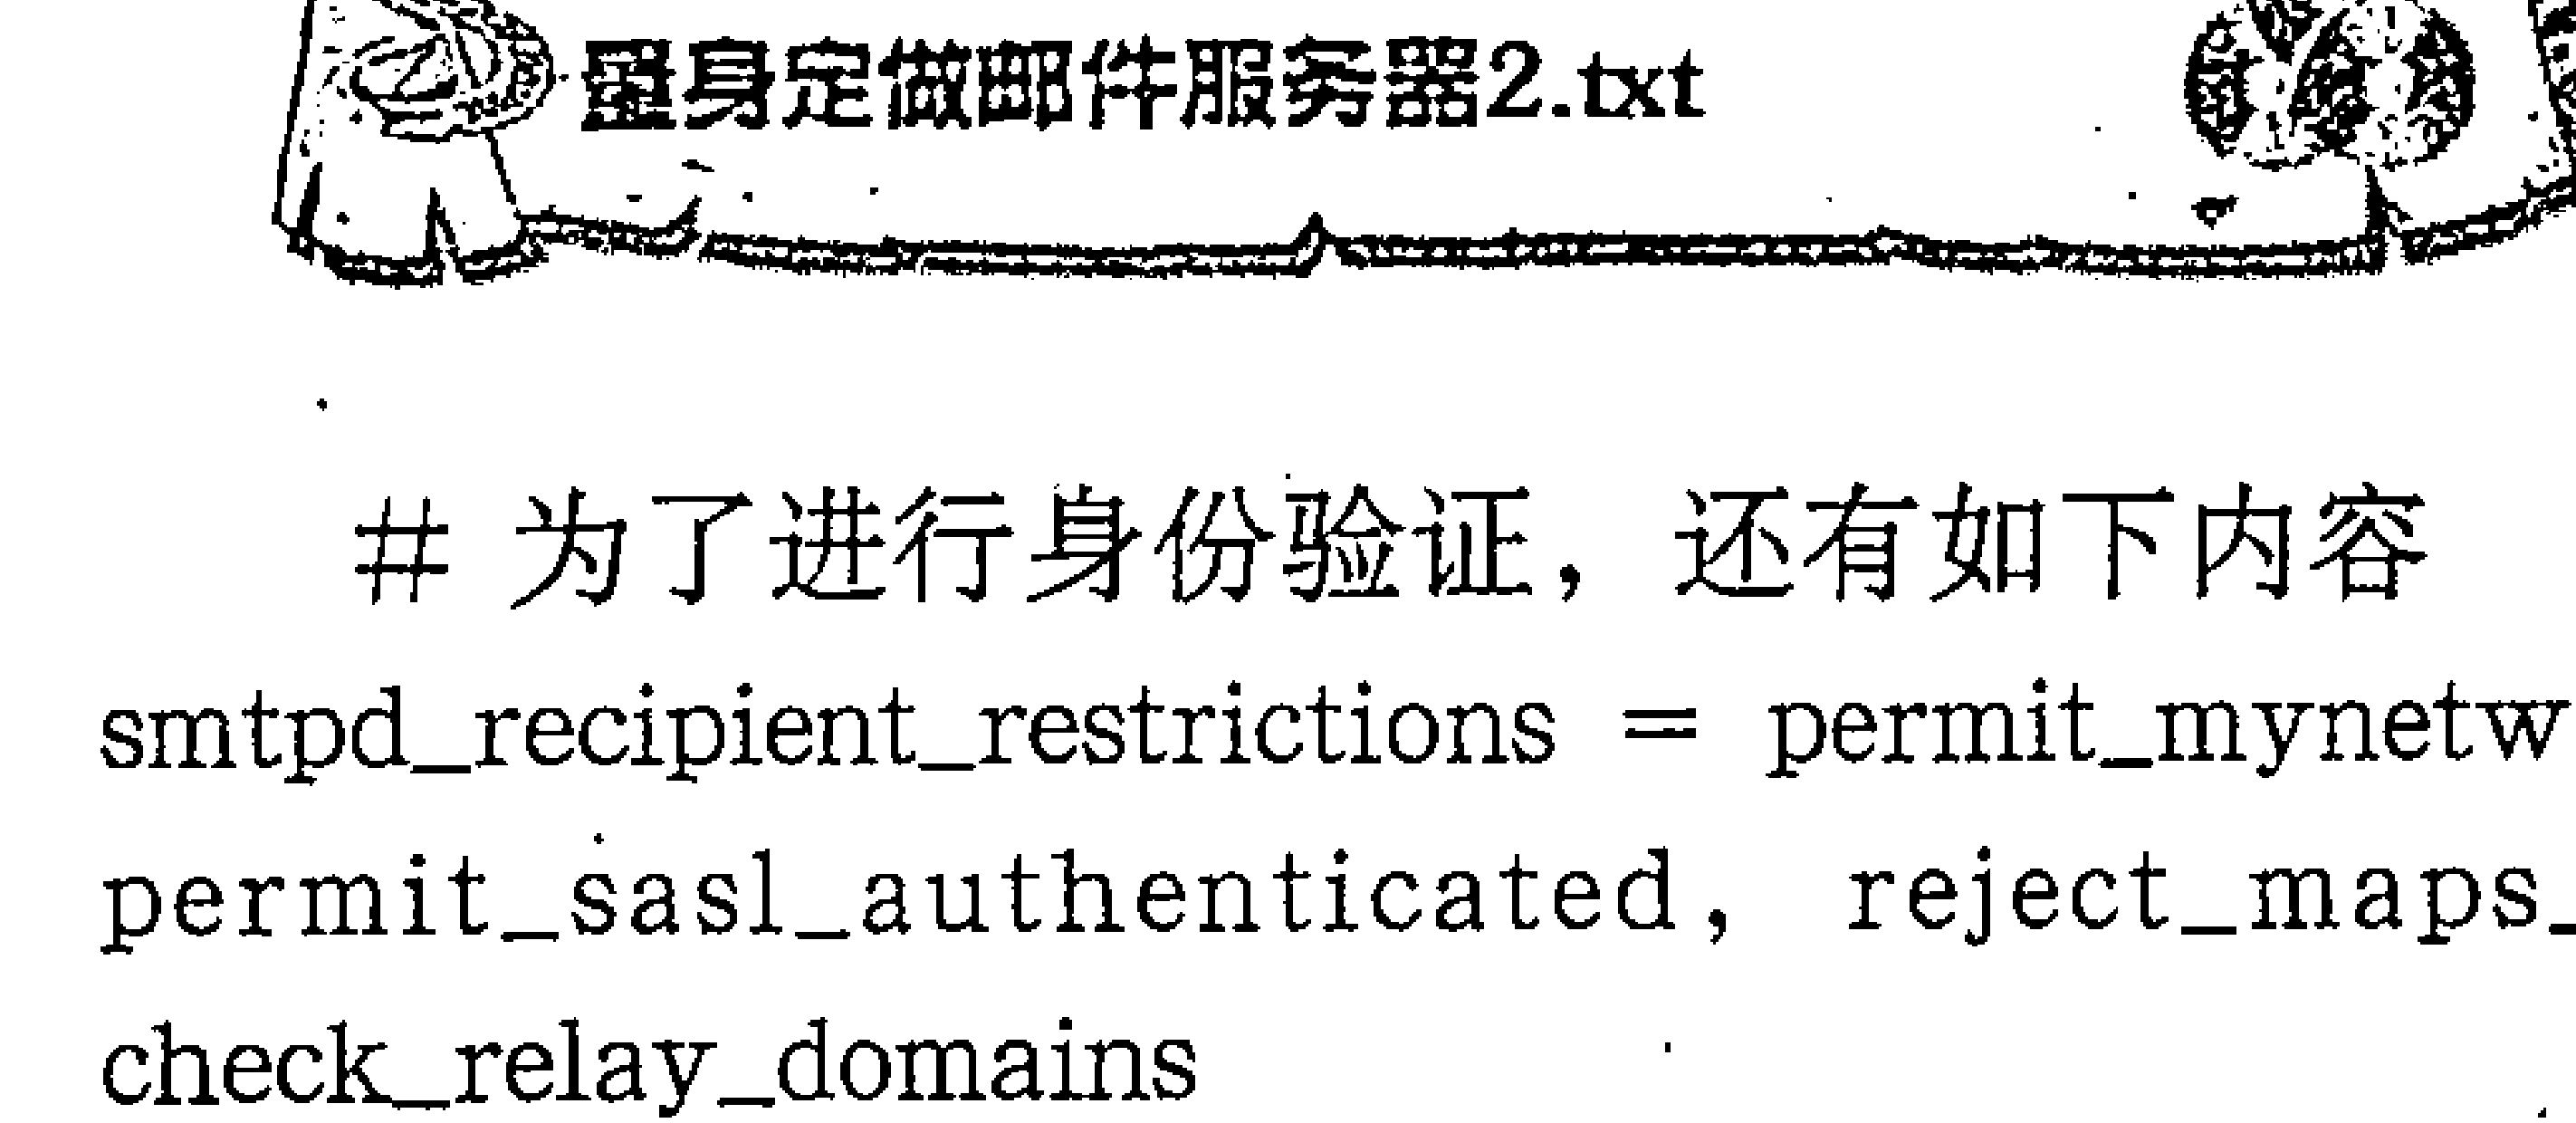 量身定做邮件服务器2.txt
# 为了进行身份验证，还有如下内容
smtpd_recipient_restrictions = permit_mynetw
permit_sasl_authenticated, reject_maps_
check_relay_domains